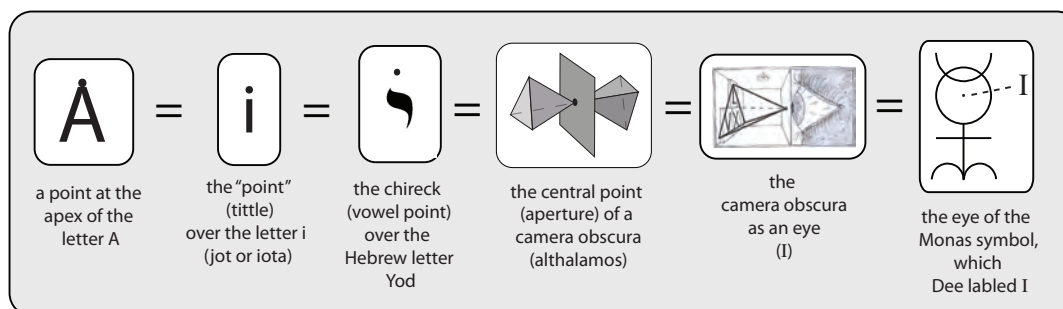 Å = i = יִ = = = I
a point at the
apex of the
letter A
the “point”
(tittle)
over the letter i
(jot or iota)
the chireck
(vowel point)
over the
Hebrew letter
Yod
the central point
(aperture) of a
camera obscura
(althalamos)
the
camera obscura
as an eye
(I)
the eye of the
Monas symbol,
which
Dee labled I